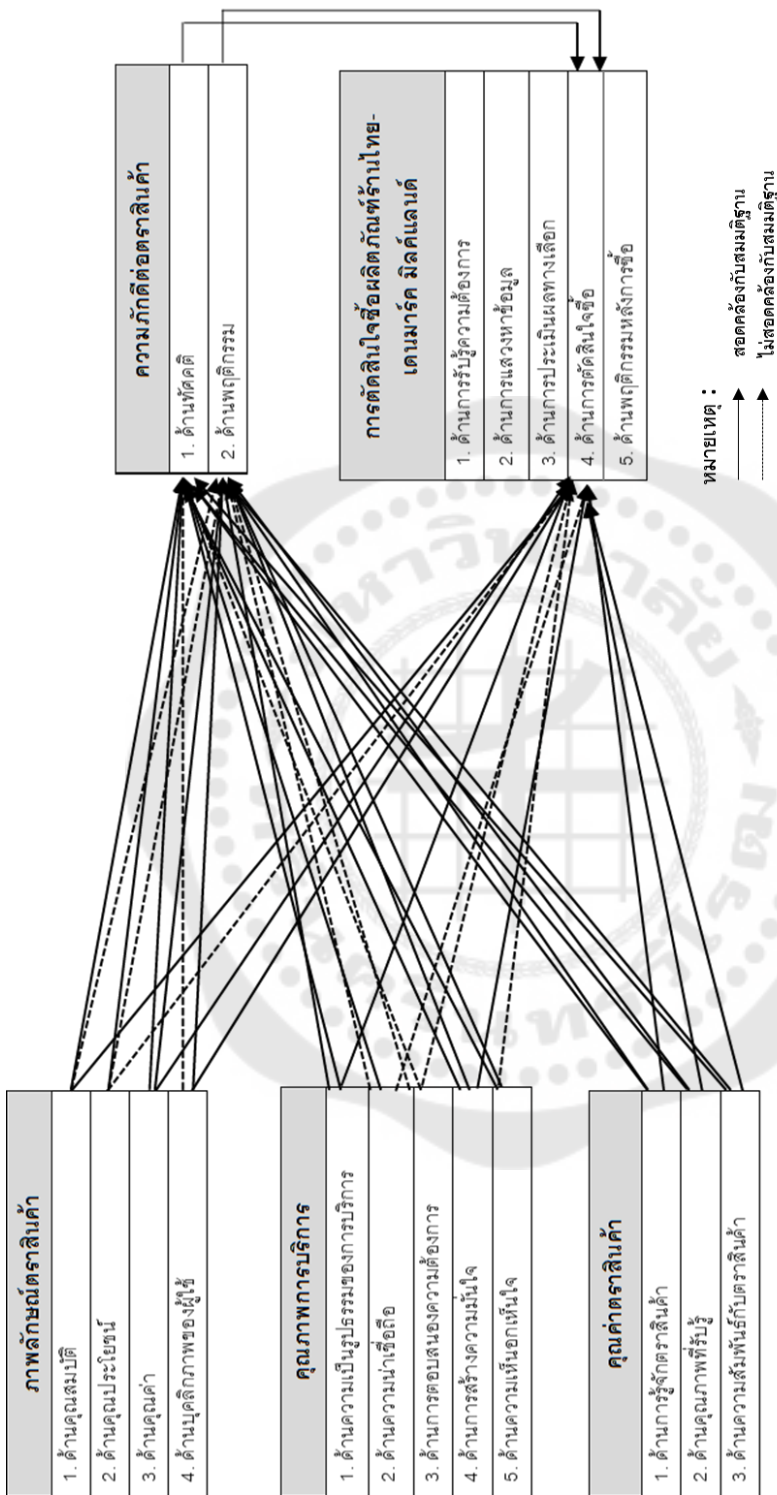 ภาพลักษณ์ตราสินค้า
1. ด้านคุณสมบัติ
2. ด้านคุณประโยชน์
3. ด้านคุณค่า
4. ด้านบุคลิกภาพของผู้ใช้
คุณภาพการบริการ
1. ด้านความเป็นรูปธรรมของการบริการ
2. ด้านความน่าเชื่อถือ
3. ด้านการตอบสนองความต้องการ
4. ด้านการสร้างความมั่นใจ
5. ด้านความเห็นอกเห็นใจ
คุณค่าตราสินค้า
1. ด้านการรู้จักตราสินค้า
2. ด้านคุณภาพที่รับรู้
3. ด้านความสัมพันธ์กับตราสินค้า
ความภักดีต่อตราสินค้า
1. ด้านทัศคติ
2. ด้านพฤติกรรม
การตัดสินใจซื้อผลิตภัณฑ์ร้านไทย-
เดนมาร์ค มิลค์แลนด์
1. ด้านการรับรู้ความต้องการ
2. ด้านการแสวงหาข้อมูล
3. ด้านการประเมินผลทางเลือก
4. ด้านการตัดสินใจซื้อ
5. ด้านพฤติกรรมหลังการซื้อ
หมายเหตุ :
สอดคล้องกับสมมติฐาน
ไม่สอดคล้องกับสมมติฐาน